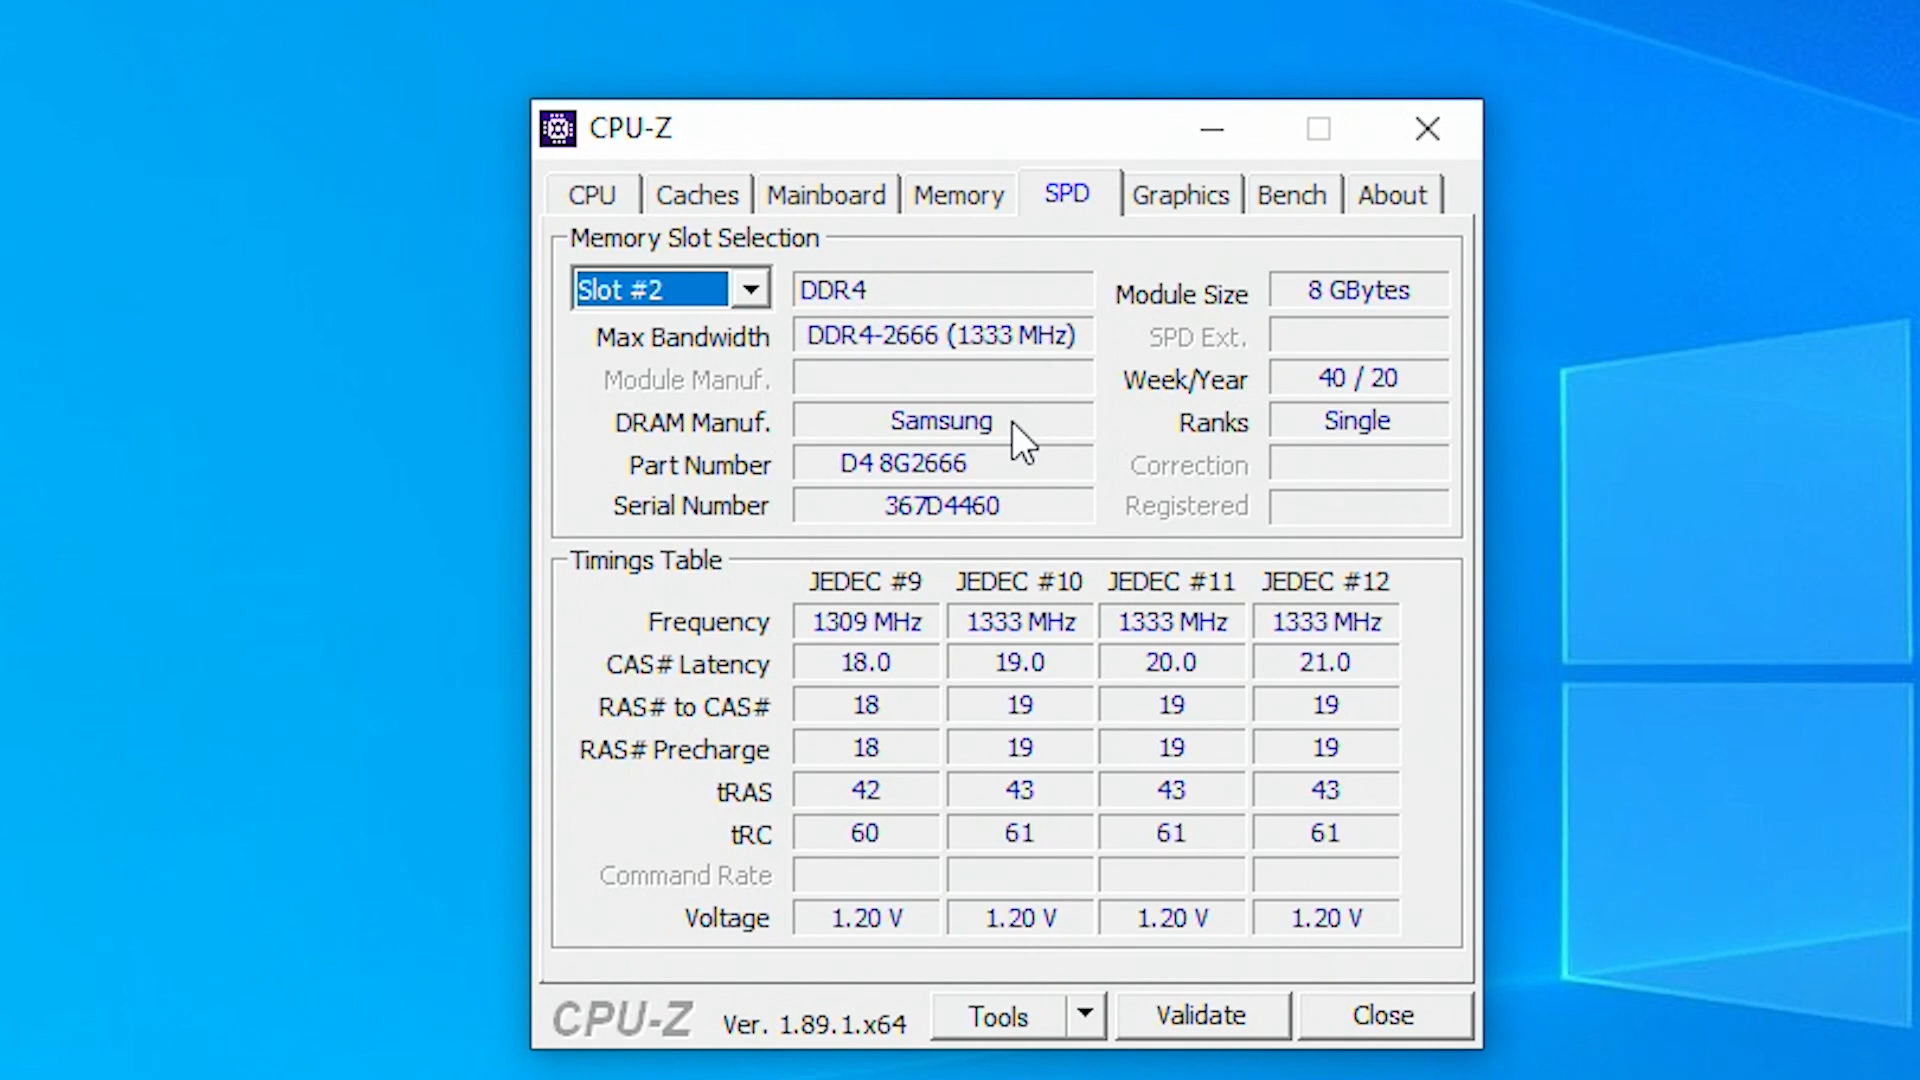 CPU-Z
CPU Caches Mainboard Memory SPD Graphics Bench About
Memory Slot Selection
Slot #2 DDR4 Module Size 8 GBytes
Max Bandwidth DDR4-2666 (1333 MHz) SPD Ext.
Module Manuf. Week/Year 40 / 20
DRAM Manuf. Samsung Ranks Single
Part Number D4 8G2666 Correction
Serial Number 367D4460 Registered
Timings Table
JEDEC #9 JEDEC #10 JEDEC #11 JEDEC #12
Frequency 1309 MHz 1333 MHz 1333 MHz 1333 MHz
CAS# Latency 18.0 19.0 20.0 21.0
RAS# to CAS# 18 19 19 19
RAS# Precharge 18 19 19 19
tRAS 42 43 43 43
tRC 60 61 61 61
Command Rate
Voltage 1.20 V 1.20 V 1.20 V 1.20 V
CPU-Z Ver. 1.89.1.x64 Tools Validate Close